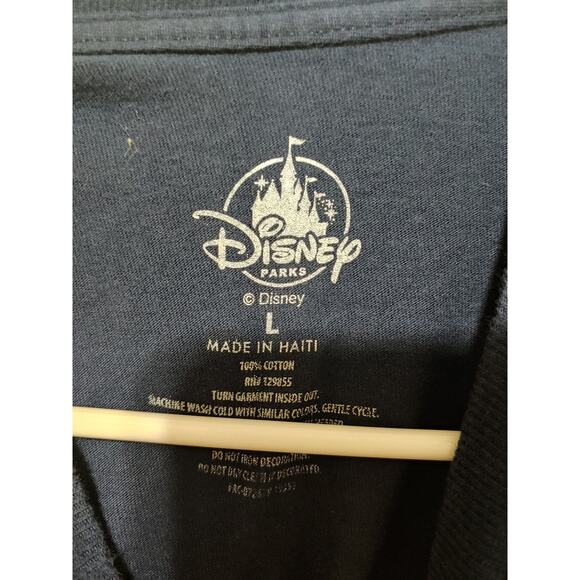 Disney
PARKS
© Disney
L
MADE IN HAITI
100% COTTON
RN# 129855
TURN GARMENT INSIDE OUT.
MACHINE WASH COLD WITH SIMILAR COLORS. GENTLE CYCLE.
NEEDED
DO NOT IRON DECORATION.
DO NOT DRY CLEAN IF DECORATED.